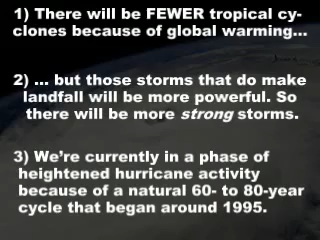 1) There will be FEWER tropical cy-
clones because of global warming...
2) ... but those storms that do make
landfall will be more powerful. So
there will be more strong storms.
3) We're currently in a phase of
heightened hurricane activity
because of a natural 60- to 80-year
cycle that began around 1995.